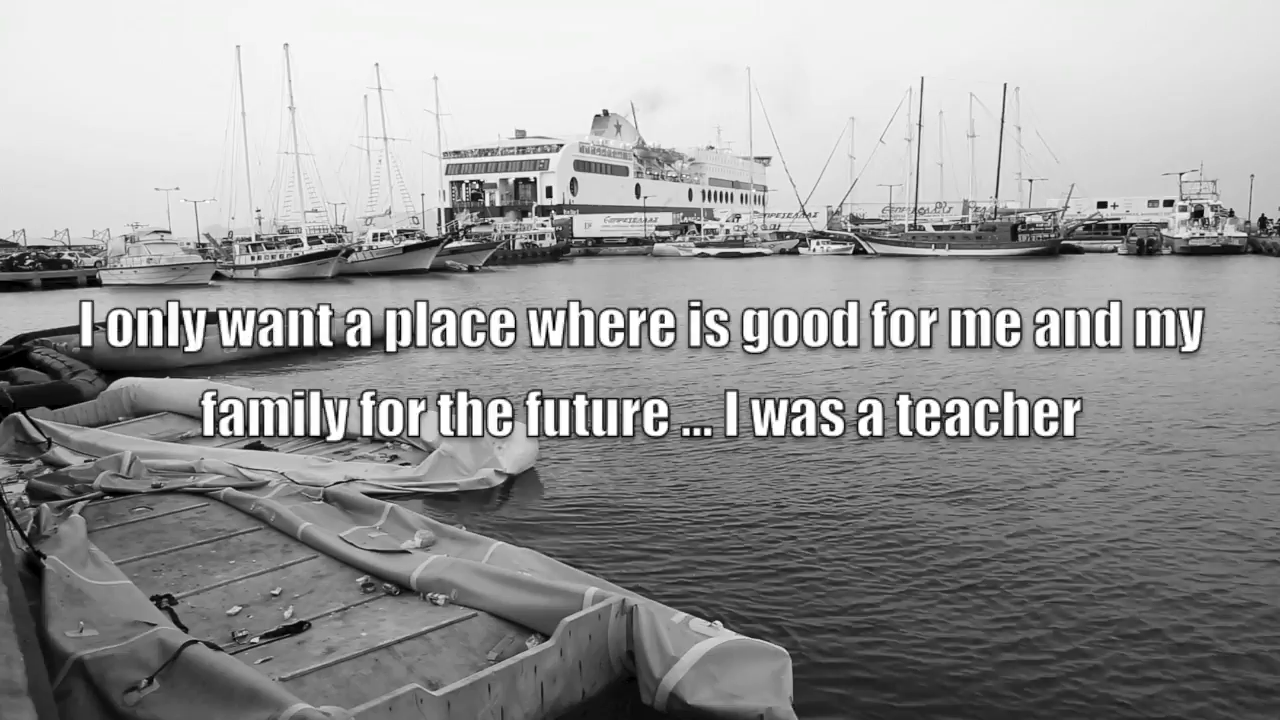 I only want a place where is good for me and my
family for the future ... I was a teacher